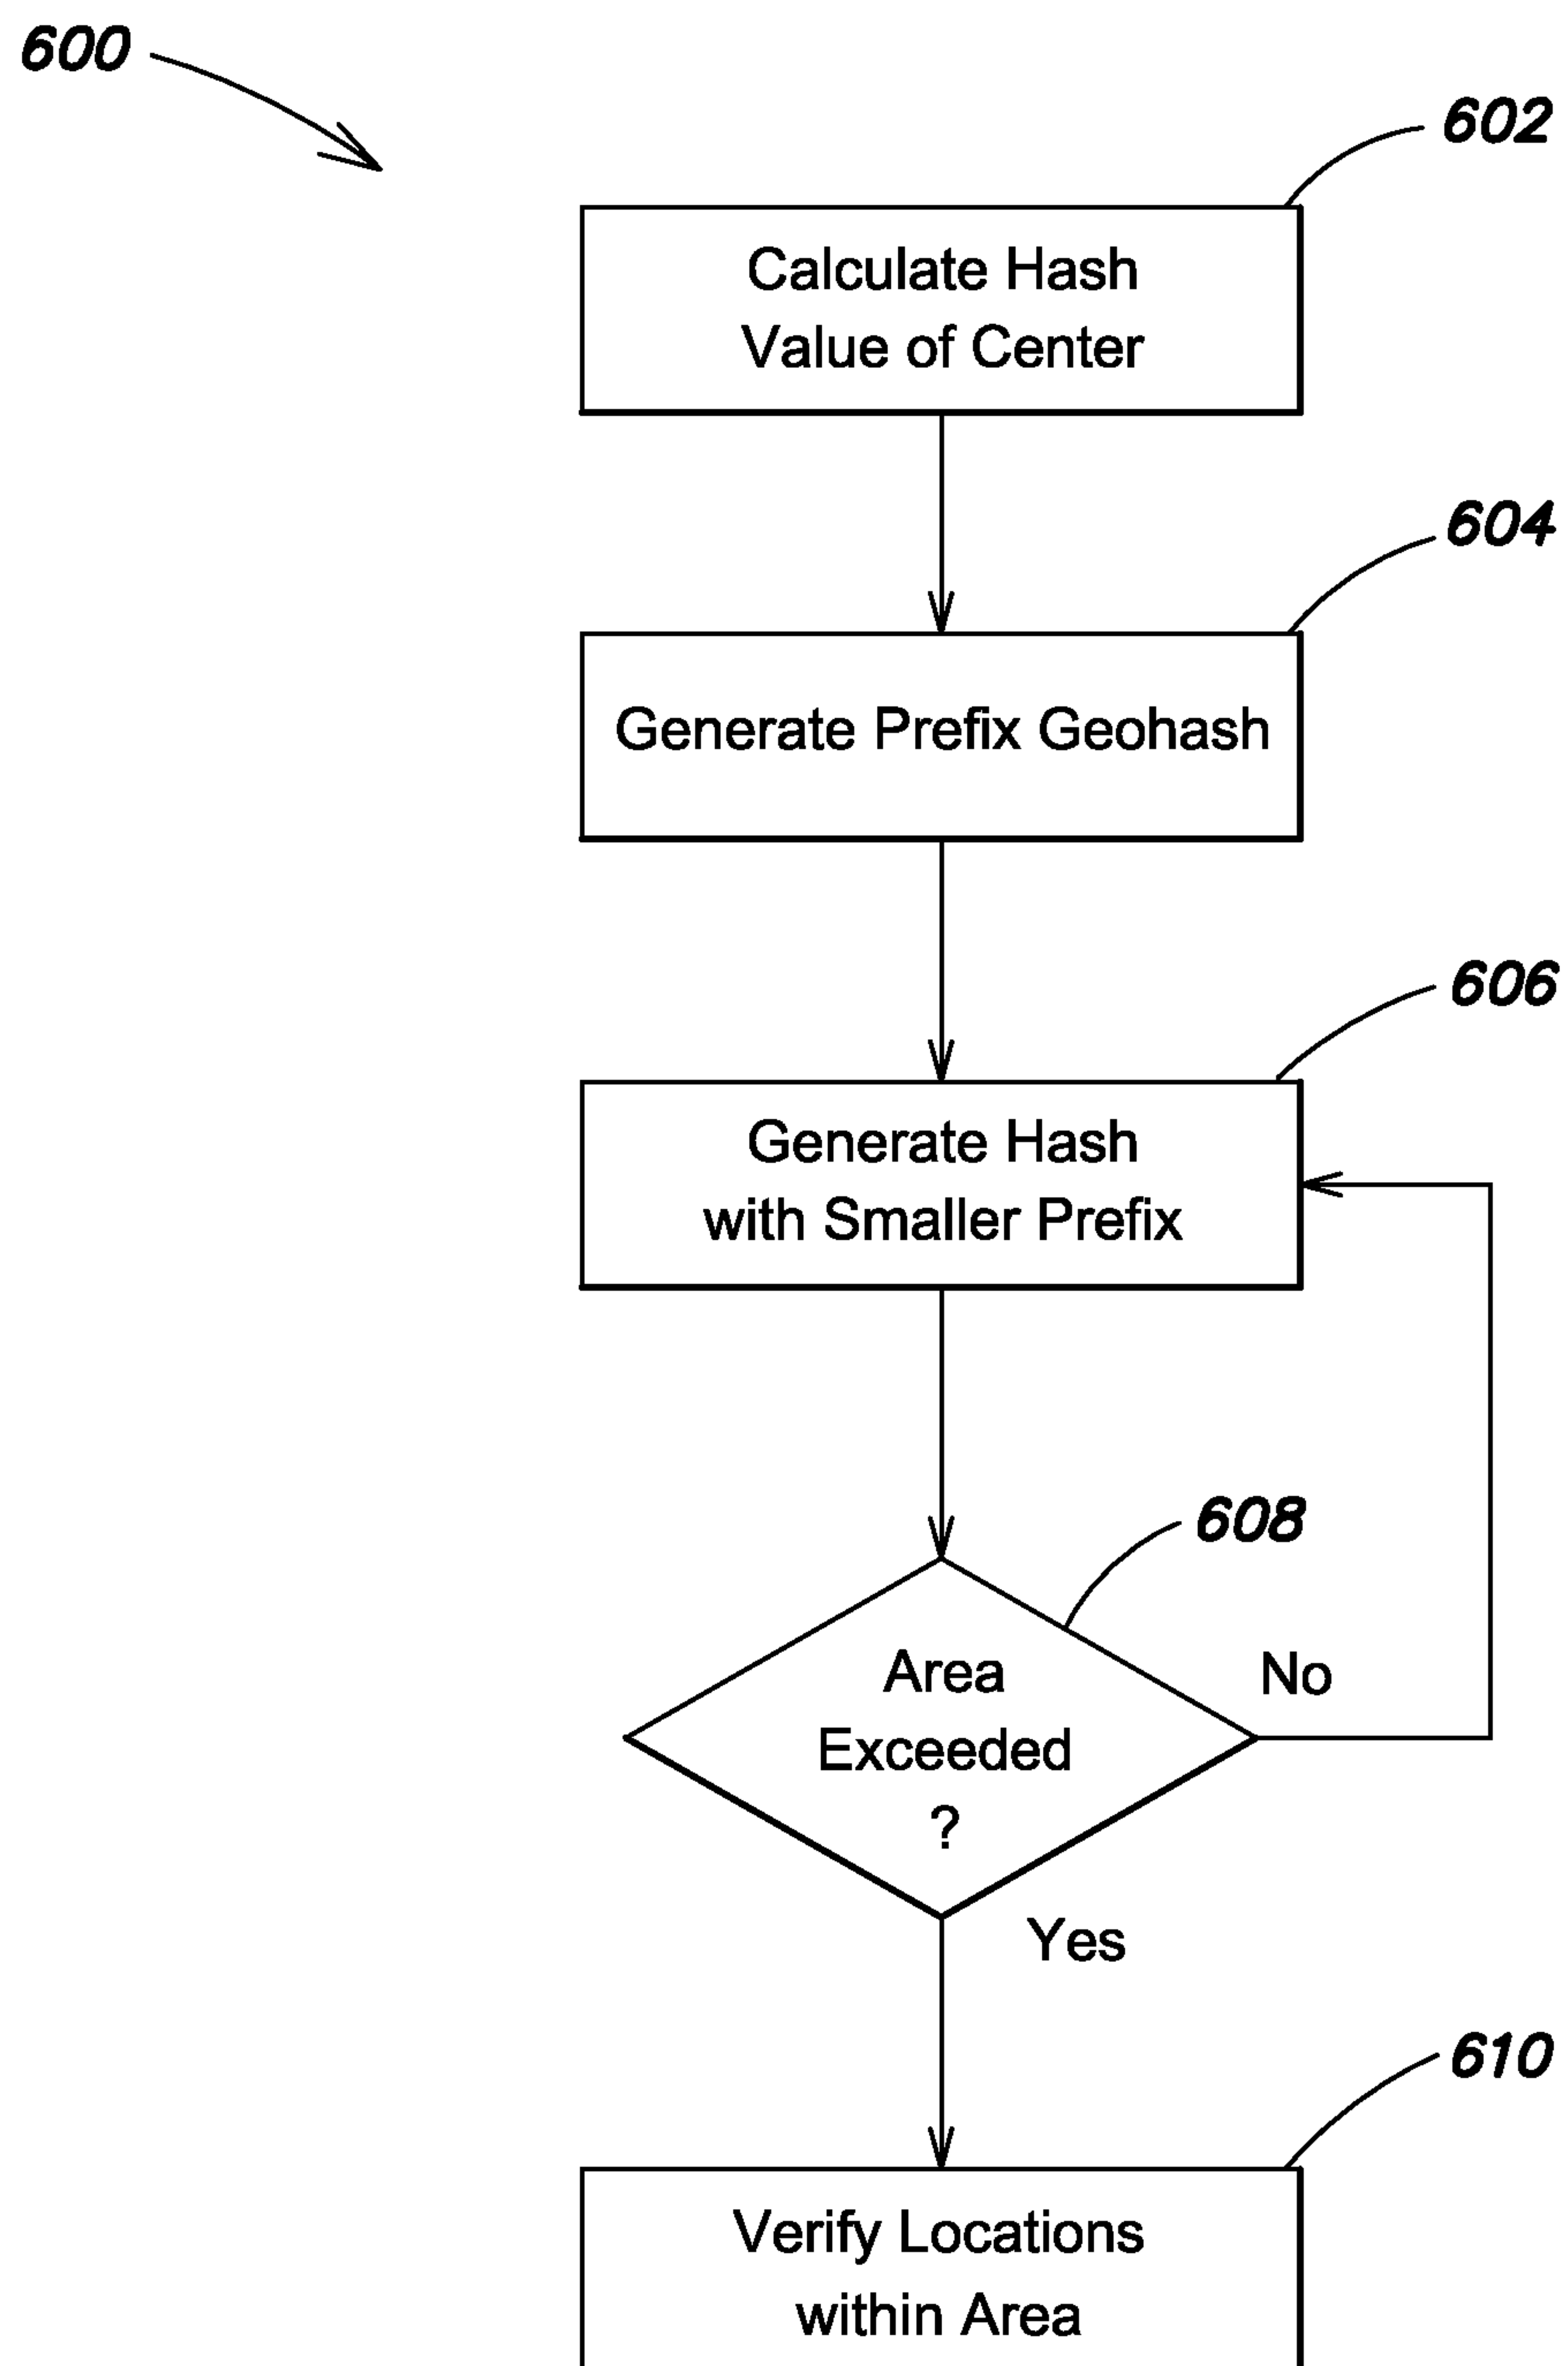 600
602
Calculate Hash
Value of Center
604
Generate Prefix Geohash
606
Generate Hash
with Smaller Prefix
608
Area
Exceeded
?
No
Yes
610
Verify Locations
within Area